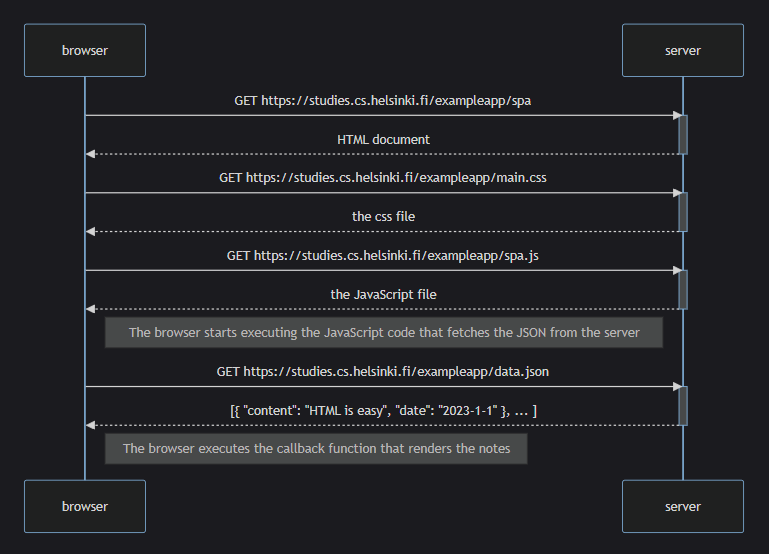 browser
server
GET https://studies.cs.helsinki.fi/exampleapp/spa
HTML document
GET https://studies.cs.helsinki.fi/exampleapp/main.css
the css file
GET https://studies.cs.helsinki.fi/exampleapp/spa.js
the JavaScript file
The browser starts executing the JavaScript code that fetches the JSON from the server
GET https://studies.cs.helsinki.fi/exampleapp/data.json
[{ "content": "HTML is easy", "date": "2023-1-1" }, ... ]
The browser executes the callback function that renders the notes
browser
server